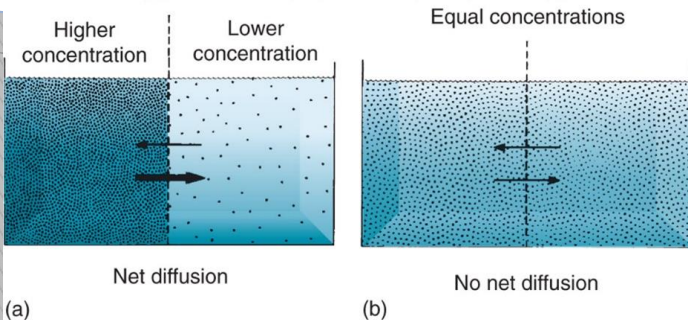 Higher
concentration
Lower
concentration
Net diffusion
(a)
Equal concentrations
No net diffusion
(b)